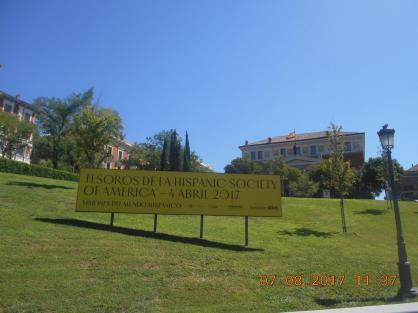 TESOROS DE LA HISPANIC SOCIETY
OF AMERICA – 4 ABRIL 2017
VISIONES DEL MUNDO HISPÁNICO
07.08.2017 11:37